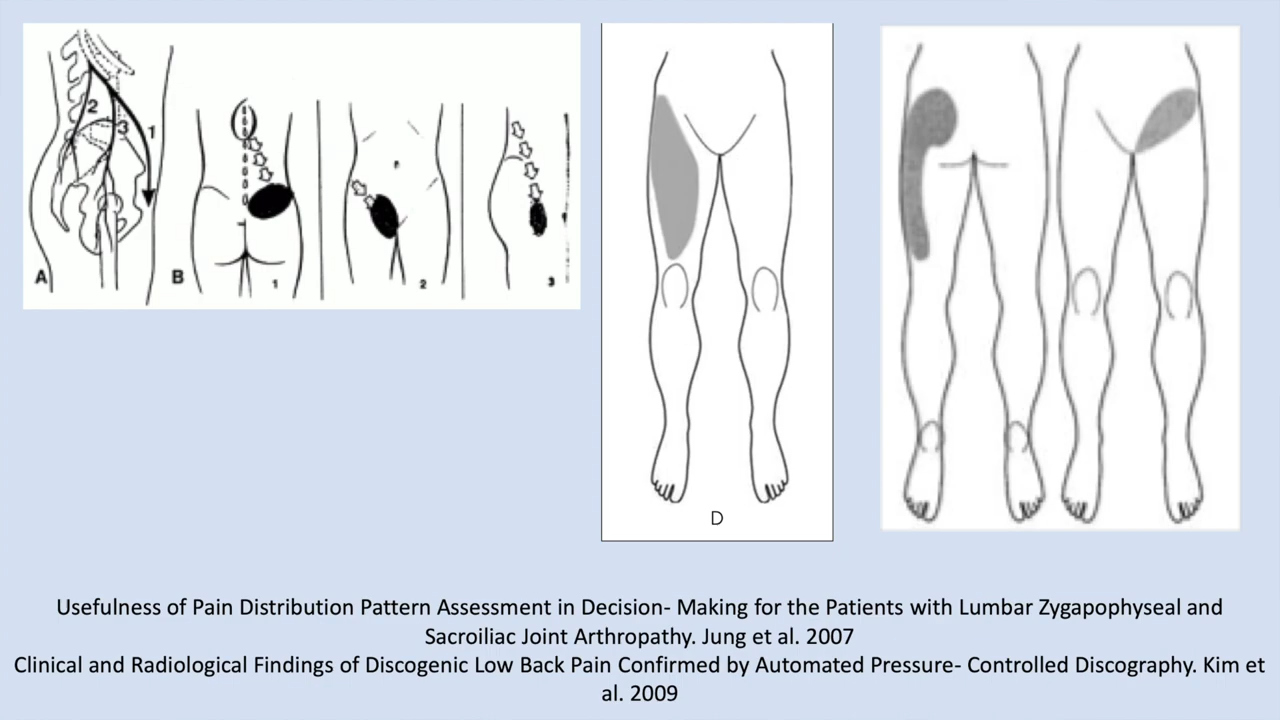 2
3
1
A
B
1
2
3
D
Usefulness of Pain Distribution Pattern Assessment in Decision- Making for the Patients with Lumbar Zygapophyseal and
Sacroiliac Joint Arthropathy. Jung et al. 2007
Clinical and Radiological Findings of Discogenic Low Back Pain Confirmed by Automated Pressure- Controlled Discography. Kim et
al. 2009